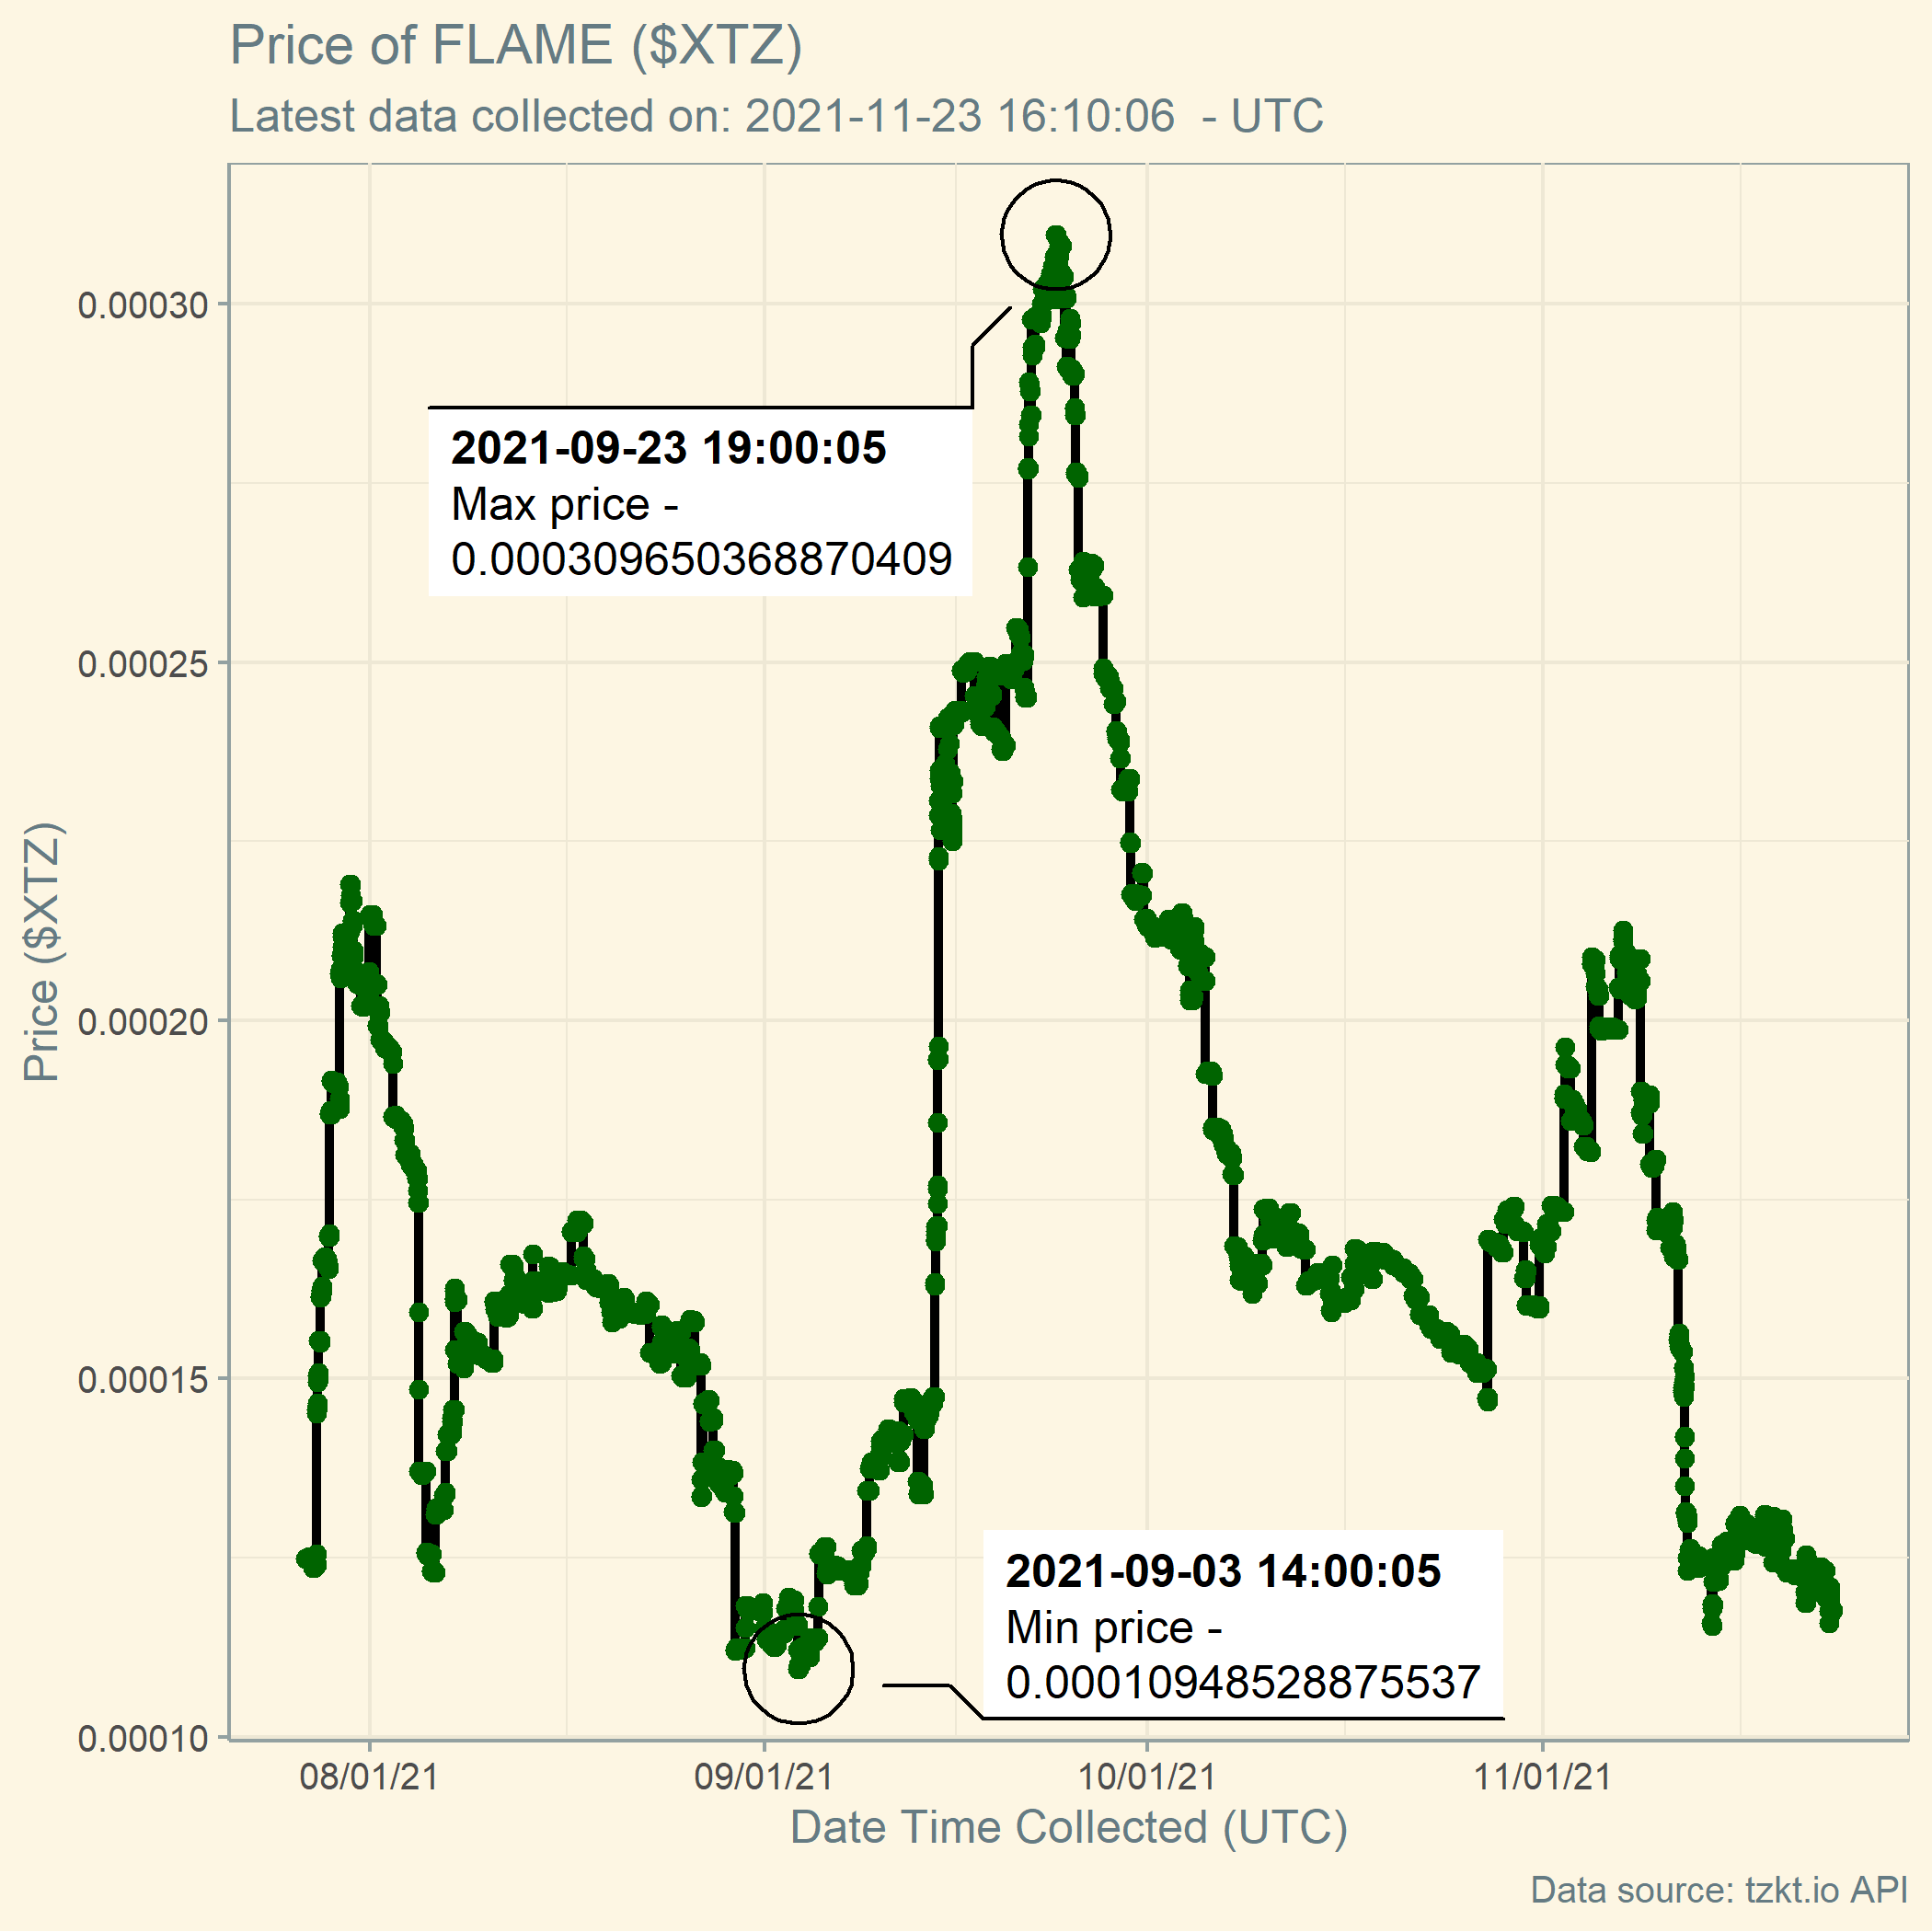 Price of FLAME ($XTZ)
Latest data collected on: 2021-11-23 16:10:06  - UTC
Price ($XTZ)
0.00030
0.00025
0.00020
0.00015
0.00010
2021-09-23 19:00:05
Max price -
0.000309650368870409
2021-09-03 14:00:05
Min price -
0.00010948528875537
08/01/21
09/01/21
10/01/21
11/01/21
Date Time Collected (UTC)
Data source: tzkt.io API